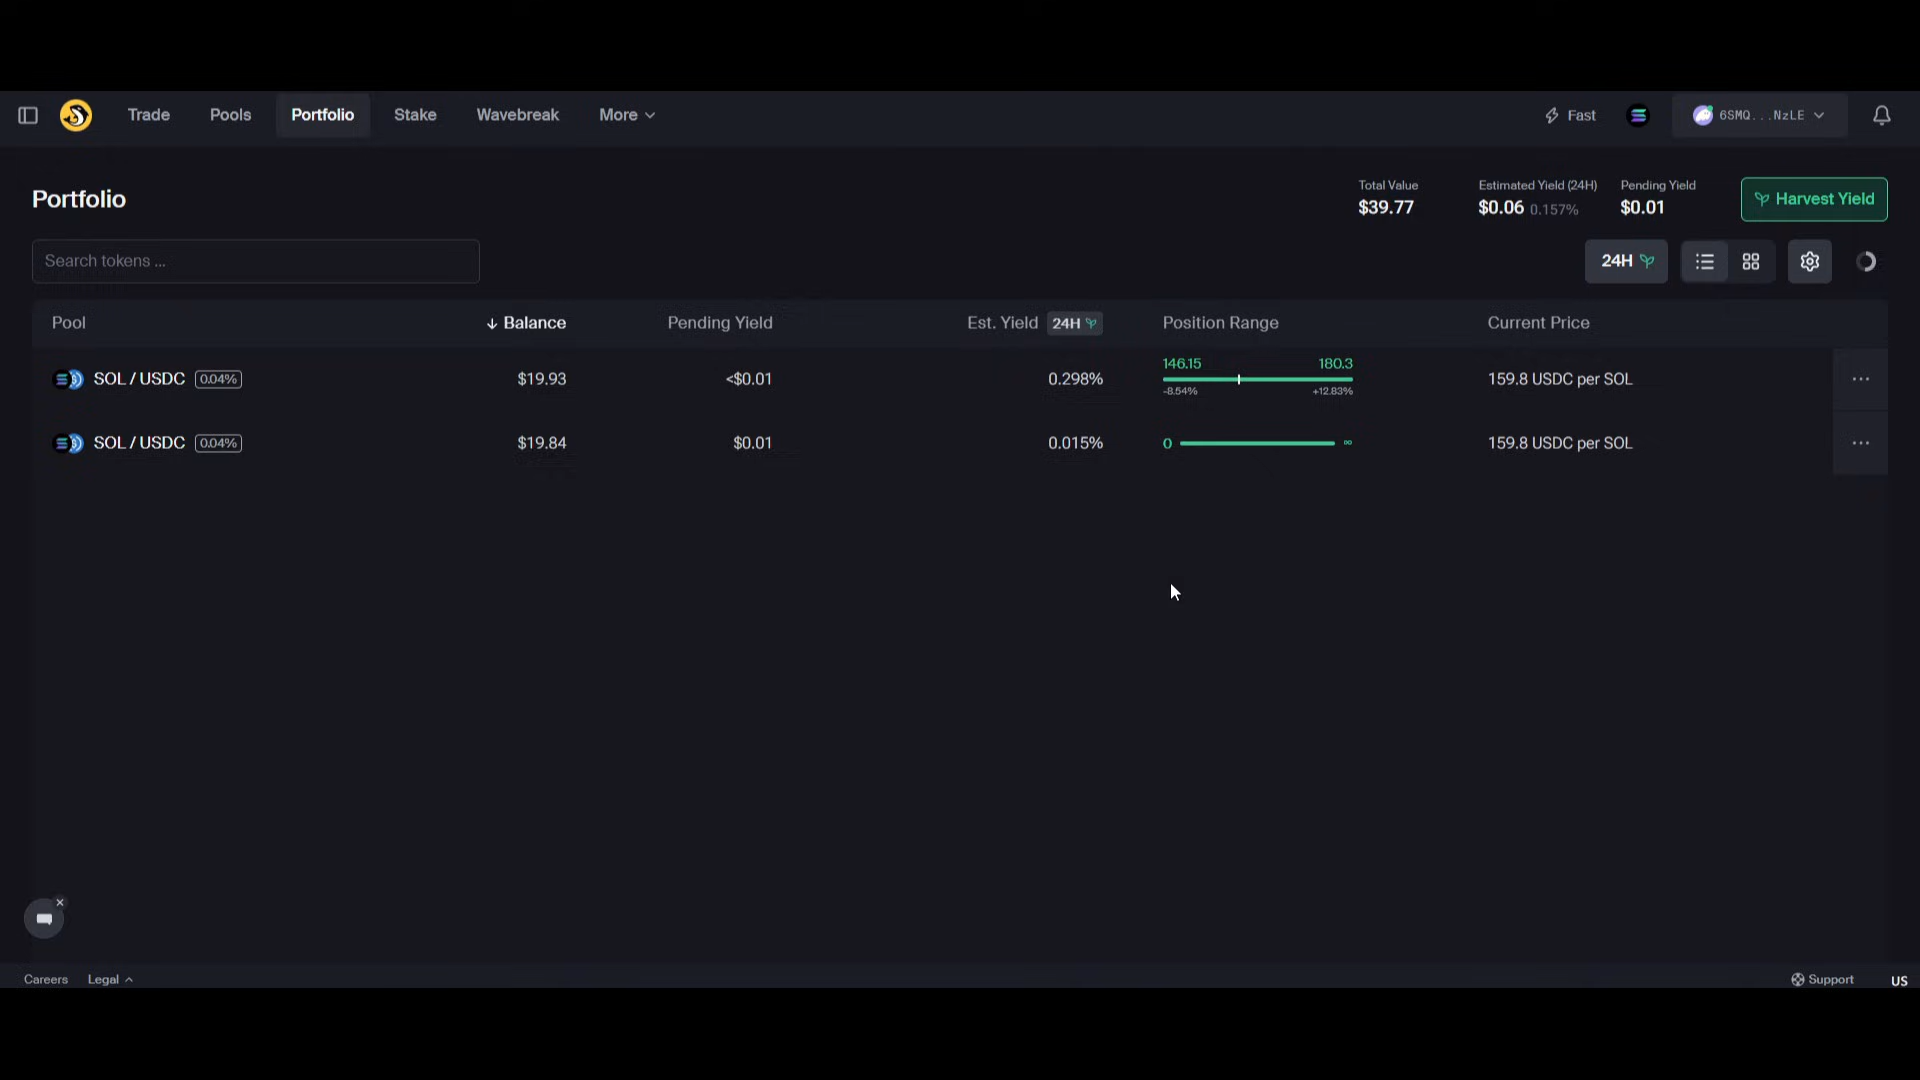 Trade Pools Portfolio Stake Wavebreak More Fast 6SMQ...NzLE
Portfolio
Total Value Estimated Yield (24H) Pending Yield
$39.77 $0.06 0.157% $0.01
Harvest Yield
Search tokens ...
24H
Pool ↓ Balance Pending Yield Est. Yield 24H Position Range Current Price
146.15 180.3
SOL / USDC 0.04% $19.93 <$0.01 0.298% 159.8 USDC per SOL ...
-8.54% +12.83%
SOL / USDC 0.04% $19.84 $0.01 0.015% 0 ∞ 159.8 USDC per SOL ...
Careers Legal Support US